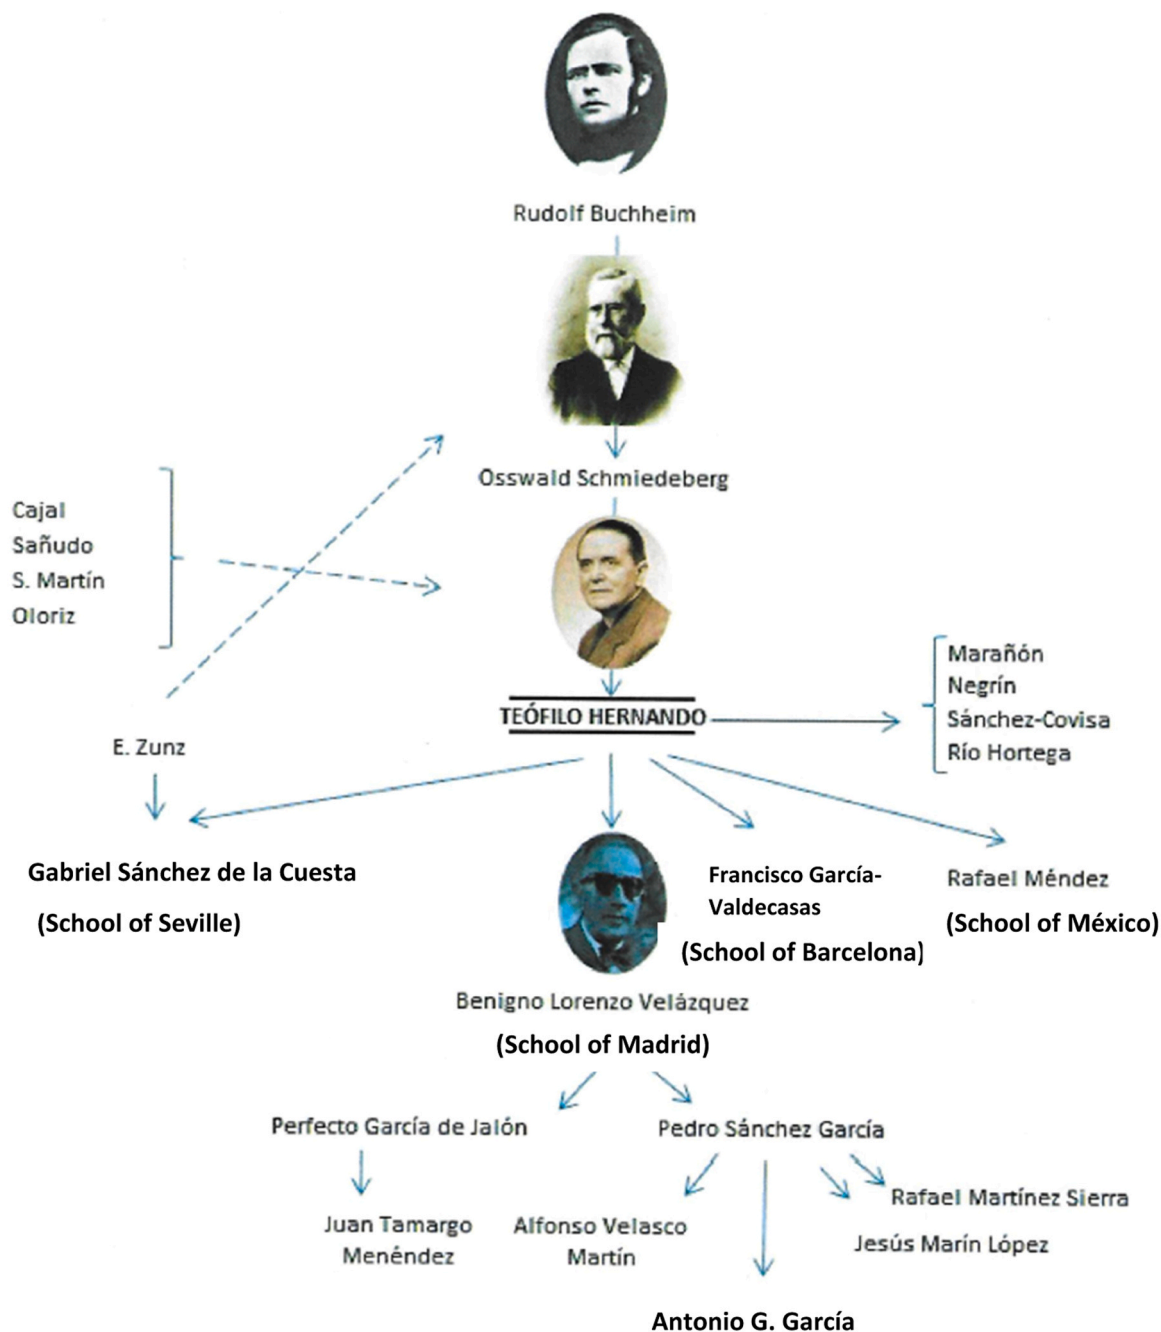 Rudolf Buchheim
Osswald Schmiedeberg
Cajal
Sañudo
S. Martín
Oloriz
E. Zunz
TEÓFILO HERNANDO
Marañón
Negrín
Sánchez-Covisa
Río Hortega
Gabriel Sánchez de la Cuesta
(School of Seville)
Francisco García-
Valdecasas
(School of Barcelona)
Rafael Méndez
(School of México)
Benigno Lorenzo Velázquez
(School of Madrid)
Perfecto García de Jalón
Pedro Sánchez García
Juan Tamargo
Menéndez
Alfonso Velasco
Martín
Rafael Martínez Sierra
Jesús Marín López
Antonio G. García